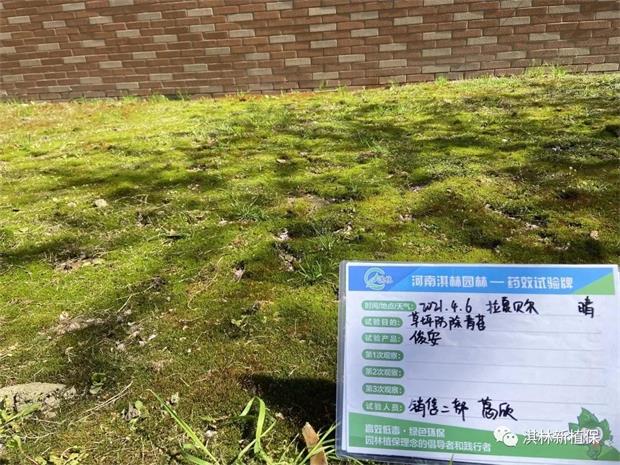 河南淇林园林 — 药效试验牌
时间/地点/天气: 2021.4.6 拉夏贝尔 晴
试验目的: 草坪防除青苔
试验产品: 俊安
第1次观察:
第2次观察:
第3次观察:
试验人员: 销售二部 葛欣
高效低毒·绿色环保
园林植保理念的倡导者和践行者
淇林新植保